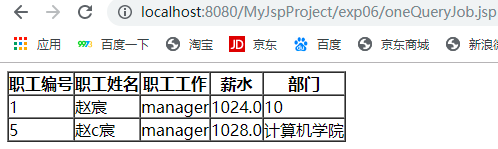 localhost:8080/MyJspProject/exp06/oneQueryJob.jsp
应用 百度一下 淘宝 JD 京东 百度 京东商城 新浪微
职工编号 职工姓名 职工工作 薪水 部门
1 赵宸 manager 1024.0 10
5 赵c宸 manager 1028.0 计算机学院